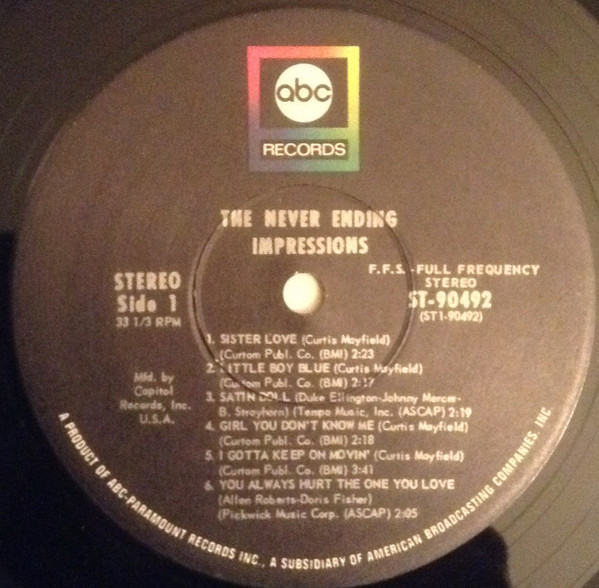 abc
RECORDS
THE NEVER ENDING
IMPRESSIONS
STEREO
Side 1
33 1/3 RPM
F.F.S. - FULL FREQUENCY
STEREO
ST-90492
(ST1-90492)
Mfd. by
Capitol
Records, Inc.
U.S.A.
1. SISTER LOVE (Curtis Mayfield)
(Curtom Publ. Co. (BMI) 2:23
2. LITTLE BOY BLUE (Curtis Mayfield)
(Curtom Publ. Co. (BMI) 2:17
3. SATIN DOLL (Duke Ellington-Johnny Mercer-
B. Strayhorn) (Tempo Music, Inc. (ASCAP) 2:19
4. GIRL YOU DON'T KNOW ME (Curtis Mayfield)
(Curtom Publ. Co. (BMI) 2:18
5. I GOTTA KEEP ON MOVIN' (Curtis Mayfield)
(Curtom Publ. Co. (BMI) 3:41
6. YOU ALWAYS HURT THE ONE YOU LOVE
(Allen Roberts-Doris Fisher)
(Pickwick Music Corp. (ASCAP) 2:05
A PRODUCT OF ABC-PARAMOUNT RECORDS INC., A SUBSIDIARY OF AMERICAN BROADCASTING COMPANIES, INC